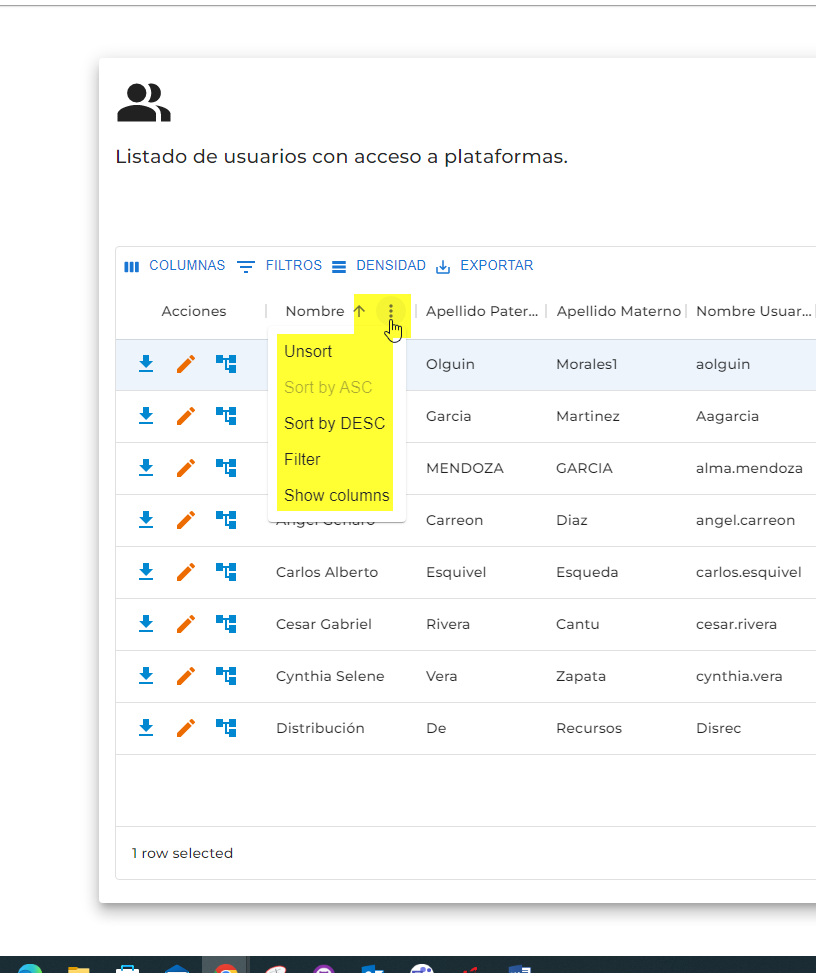 Listado de usuarios con acceso a plataformas.
COLUMNAS FILTROS DENSIDAD EXPORTAR
Acciones Nombre Apellido Pater... Apellido Materno Nombre Usuar...
Unsort
Sort by ASC
Sort by DESC
Filter
Show columns
Olguin Morales1 aolguin
Garcia Martinez Aagarcia
MENDOZA GARCIA alma.mendoza
Carreon Diaz angel.carreon
Carlos Alberto Esquivel Esqueda carlos.esquivel
Cesar Gabriel Rivera Cantu cesar.rivera
Cynthia Selene Vera Zapata cynthia.vera
Distribución De Recursos Disrec
1 row selected